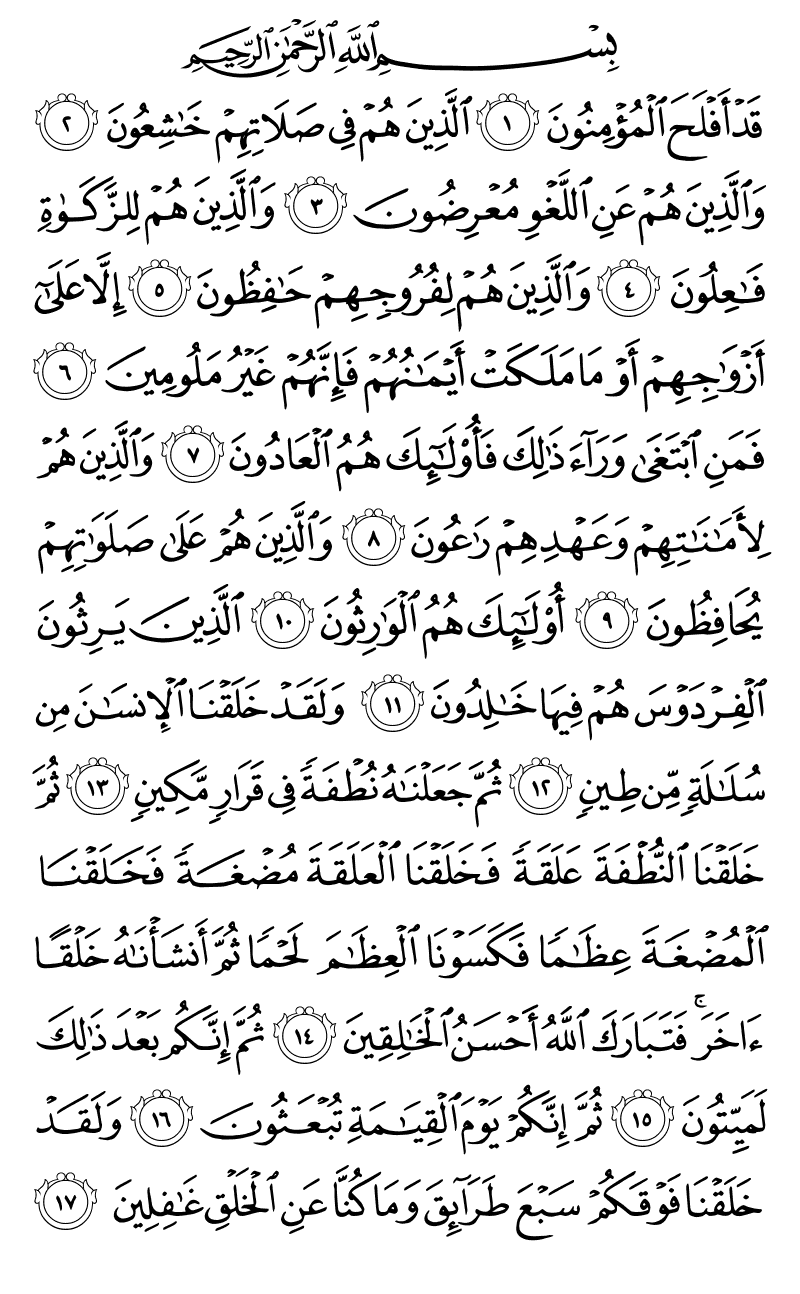 بِسْمِ ٱللَّهِ ٱلرَّحْمَٰنِ ٱلرَّحِيمِ
قَدْ أَفْلَحَ ٱلْمُؤْمِنُونَ ١ ٱلَّذِينَ هُمْ فِى صَلَاتِهِمْ خَٰشِعُونَ ٢
وَٱلَّذِينَ هُمْ عَنِ ٱللَّغْوِ مُعْرِضُونَ ٣ وَٱلَّذِينَ هُمْ لِلزَّكَوٰةِ
فَٰعِلُونَ ٤ وَٱلَّذِينَ هُمْ لِفُرُوجِهِمْ حَٰفِظُونَ ٥ إِلَّا عَلَىٰٓ
أَزْوَٰجِهِمْ أَوْ مَا مَلَكَتْ أَيْمَٰنُهُمْ فَإِنَّهُمْ غَيْرُ مَلُومِينَ ٦
فَمَنِ ٱبْتَغَىٰ وَرَآءَ ذَٰلِكَ فَأُو۟لَٰٓئِكَ هُمُ ٱلْعَادُونَ ٧ وَٱلَّذِينَ هُمْ
لِأَمَٰنَٰتِهِمْ وَعَهْدِهِمْ رَٰعُونَ ٨ وَٱلَّذِينَ هُمْ عَلَىٰ صَلَوَٰتِهِمْ
يُحَافِظُونَ ٩ أُو۟لَٰٓئِكَ هُمُ ٱلْوَٰرِثُونَ ١٠ ٱلَّذِينَ يَرِثُونَ
ٱلْفِرْدَوْسَ هُمْ فِيهَا خَٰلِدُونَ ١١ وَلَقَدْ خَلَقْنَا ٱلْإِنسَٰنَ مِن
سُلَٰلَةٍ مِّن طِينٍ ١٢ ثُمَّ جَعَلْنَٰهُ نُطْفَةً فِى قَرَارٍ مَّكِينٍ ١٣ ثُمَّ
خَلَقْنَا ٱلنُّطْفَةَ عَلَقَةً فَخَلَقْنَا ٱلْعَلَقَةَ مُضْغَةً فَخَلَقْنَا
ٱلْمُضْغَةَ عِظَٰمًا فَكَسَوْنَا ٱلْعِظَٰمَ لَحْمًا ثُمَّ أَنشَأْنَٰهُ خَلْقًا
ءَاخَرَ ۚ فَتَبَارَكَ ٱللَّهُ أَحْسَنُ ٱلْخَٰلِقِينَ ١٤ ثُمَّ إِنَّكُم بَعْدَ ذَٰلِكَ
لَمَيِّتُونَ ١٥ ثُمَّ إِنَّكُمْ يَوْمَ ٱلْقِيَٰمَةِ تُبْعَثُونَ ١٦ وَلَقَدْ
خَلَقْنَا فَوْقَكُمْ سَبْعَ طَرَآئِقَ وَمَا كُنَّا عَنِ ٱلْخَلْقِ غَٰفِلِينَ ١٧